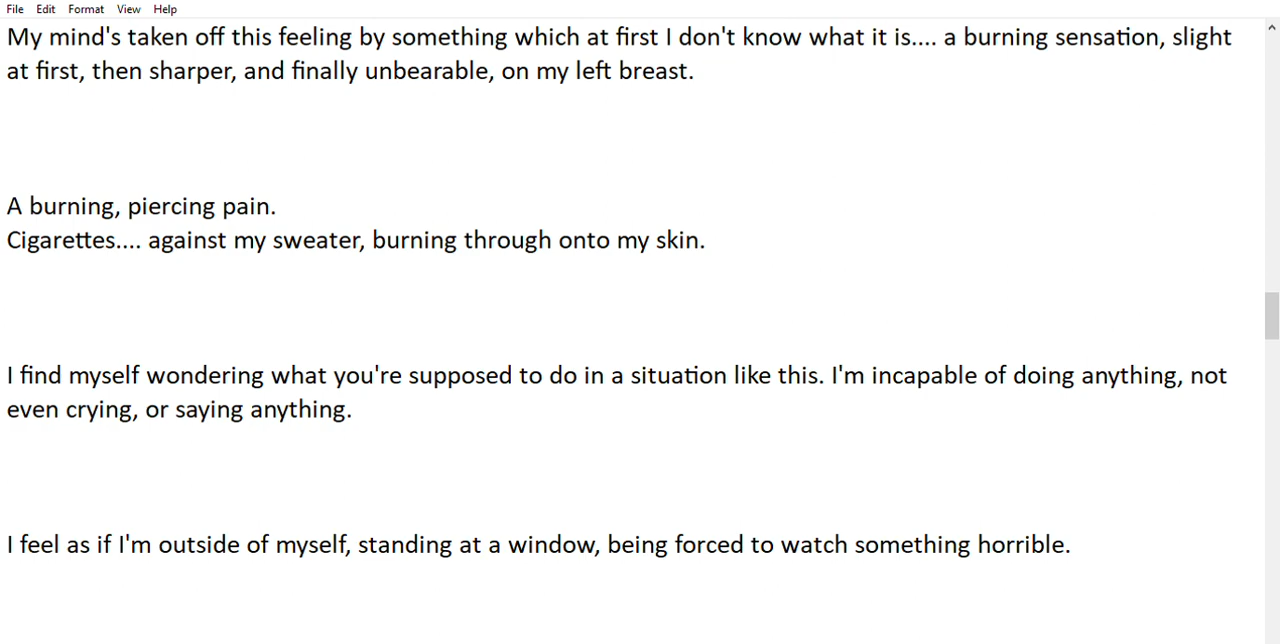 File Edit Format View Help
My mind's taken off this feeling by something which at first I don't know what it is.... a burning sensation, slight
at first, then sharper, and finally unbearable, on my left breast.
A burning, piercing pain.
Cigarettes.... against my sweater, burning through onto my skin.
I find myself wondering what you're supposed to do in a situation like this. I'm incapable of doing anything, not
even crying, or saying anything.
I feel as if I'm outside of myself, standing at a window, being forced to watch something horrible.